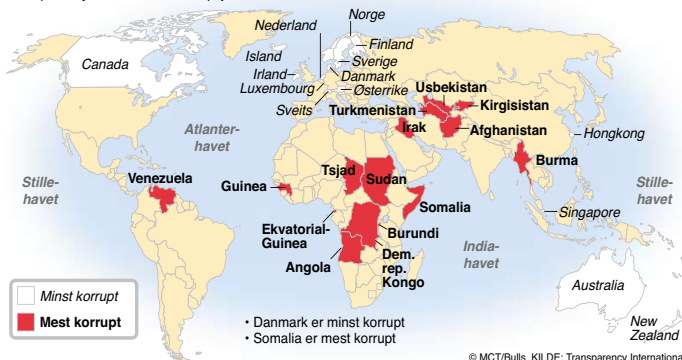 Norge
Nederland
Finland
Island
Sverige
Canada
Irland
Danmark
Luxembourg
Østerrike
Usbekistan
Sveits
Turkmenistan
Kirgisistan
Irak
Afghanistan
Hongkong
Atlanter-
havet
Tsjad
Sudan
Burma
Venezuela
Guinea
Stille-
havet
Stille-
havet
Somalia
Singapore
Ekvatorial-
Guinea
Burundi
India-
havet
Angola
Dem.
rep.
Kongo
Australia
Minst korrupt
Mest korrupt
• Danmark er minst korrupt
• Somalia er mest korrupt
New
Zealand
© MCT/Bulls KILDE: Transparency International